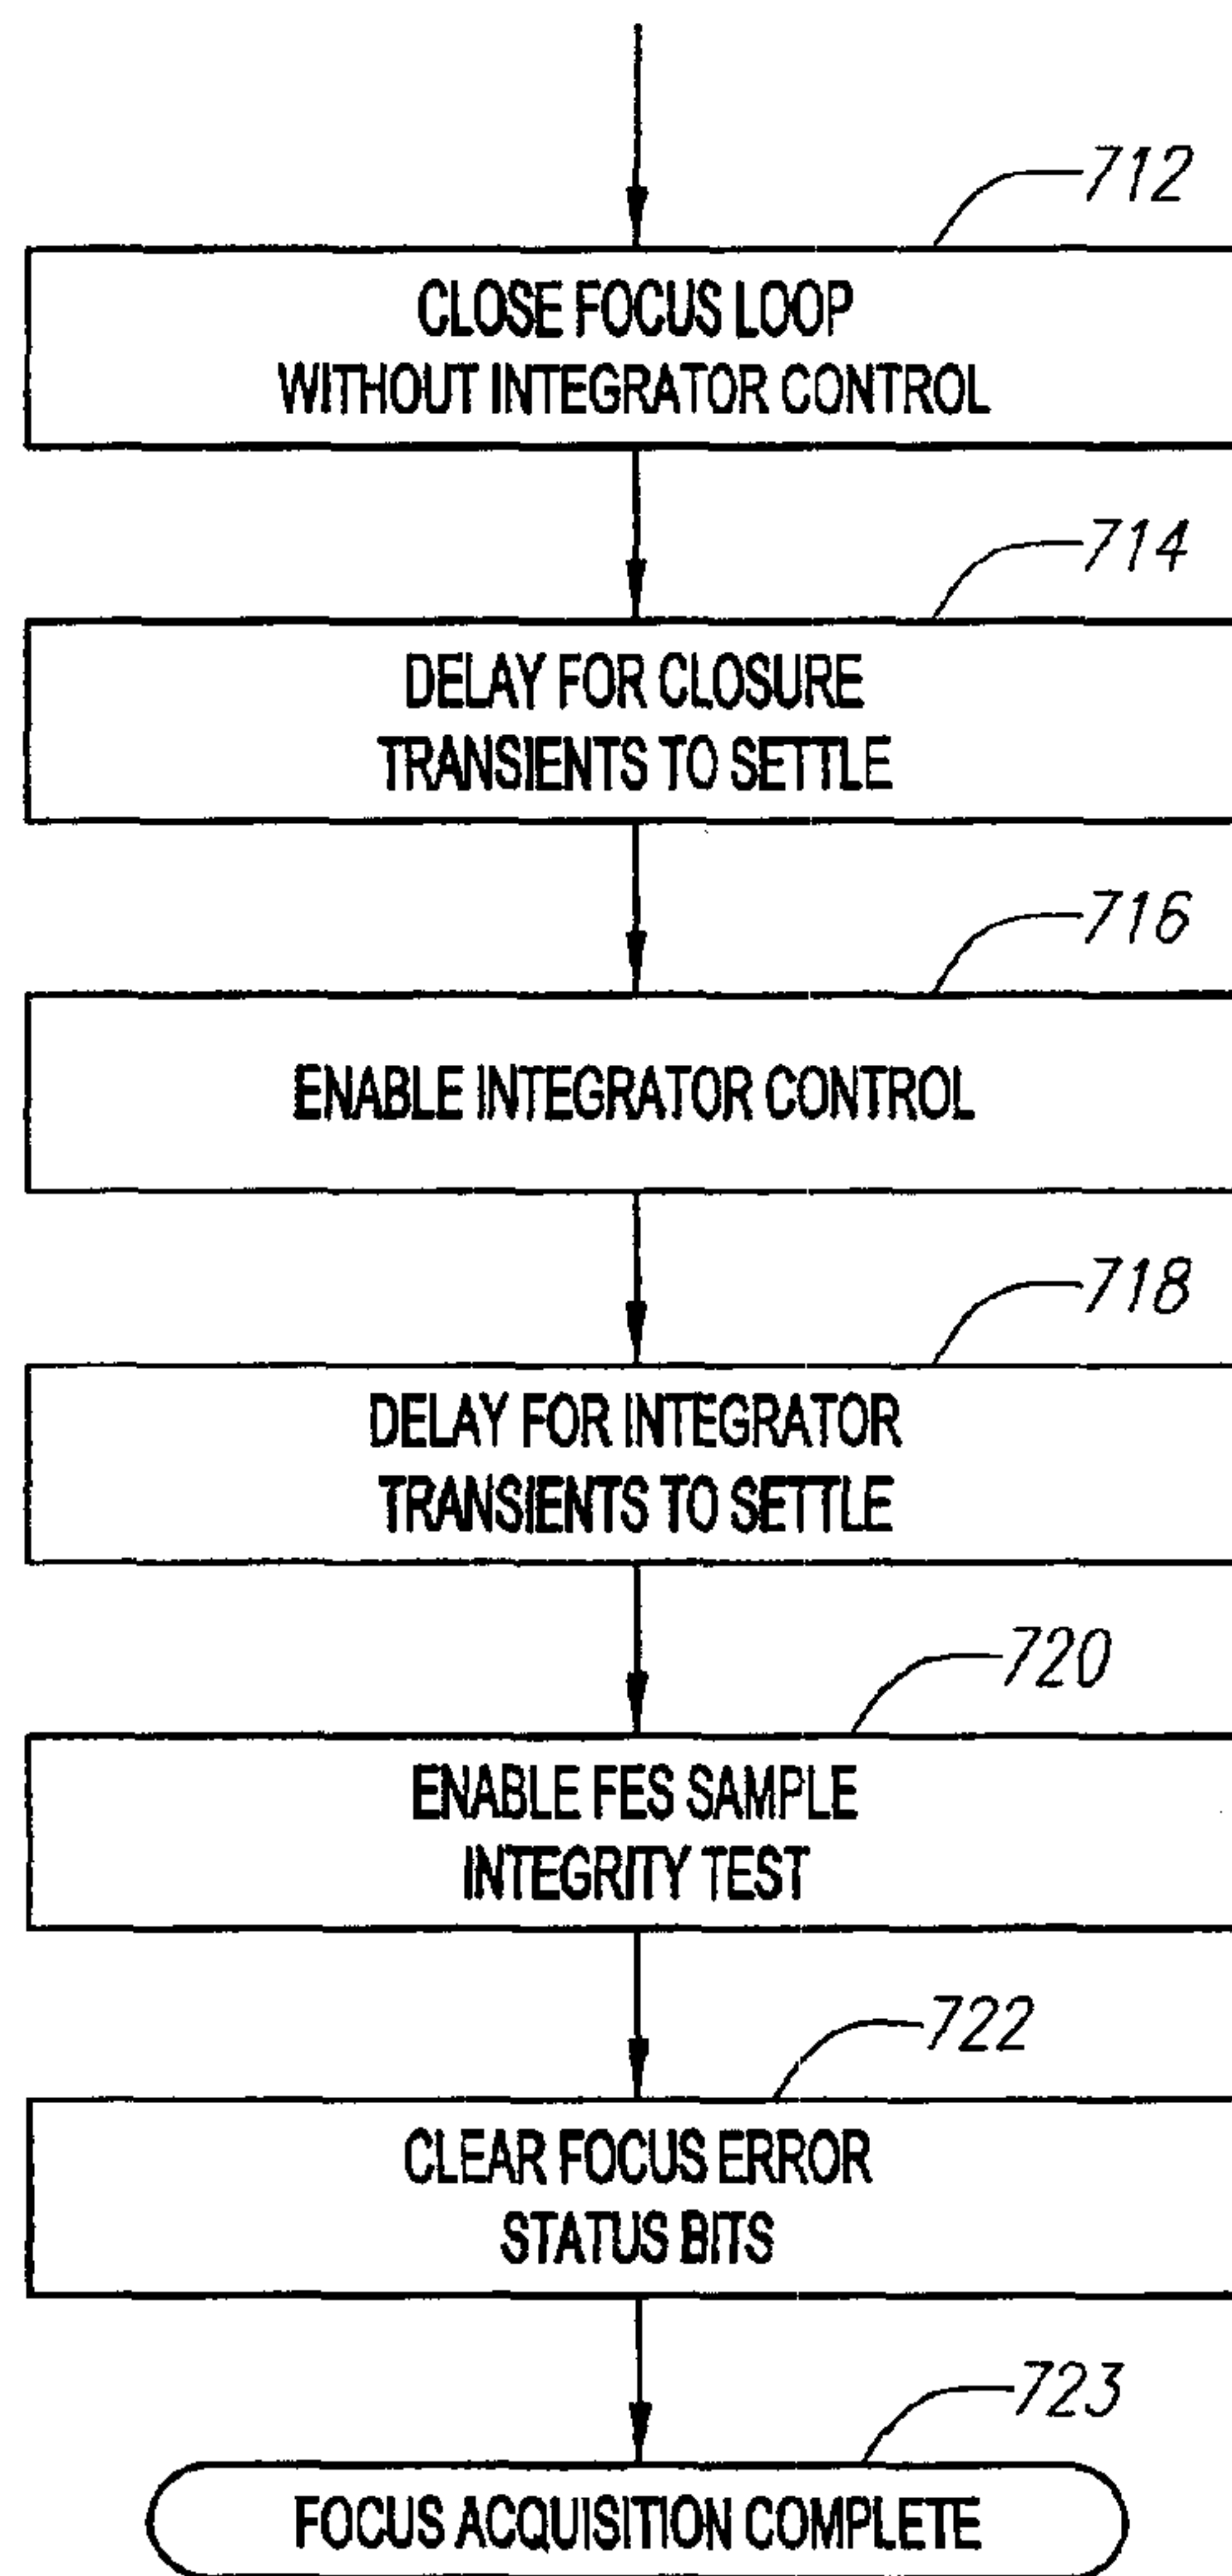 712
CLOSE FOCUS LOOP
WITHOUT INTEGRATOR CONTROL
714
DELAY FOR CLOSURE
TRANSIENTS TO SETTLE
716
ENABLE INTEGRATOR CONTROL
718
DELAY FOR INTEGRATOR
TRANSIENTS TO SETTLE
720
ENABLE FES SAMPLE
INTEGRITY TEST
722
CLEAR FOCUS ERROR
STATUS BITS
723
FOCUS ACQUISITION COMPLETE